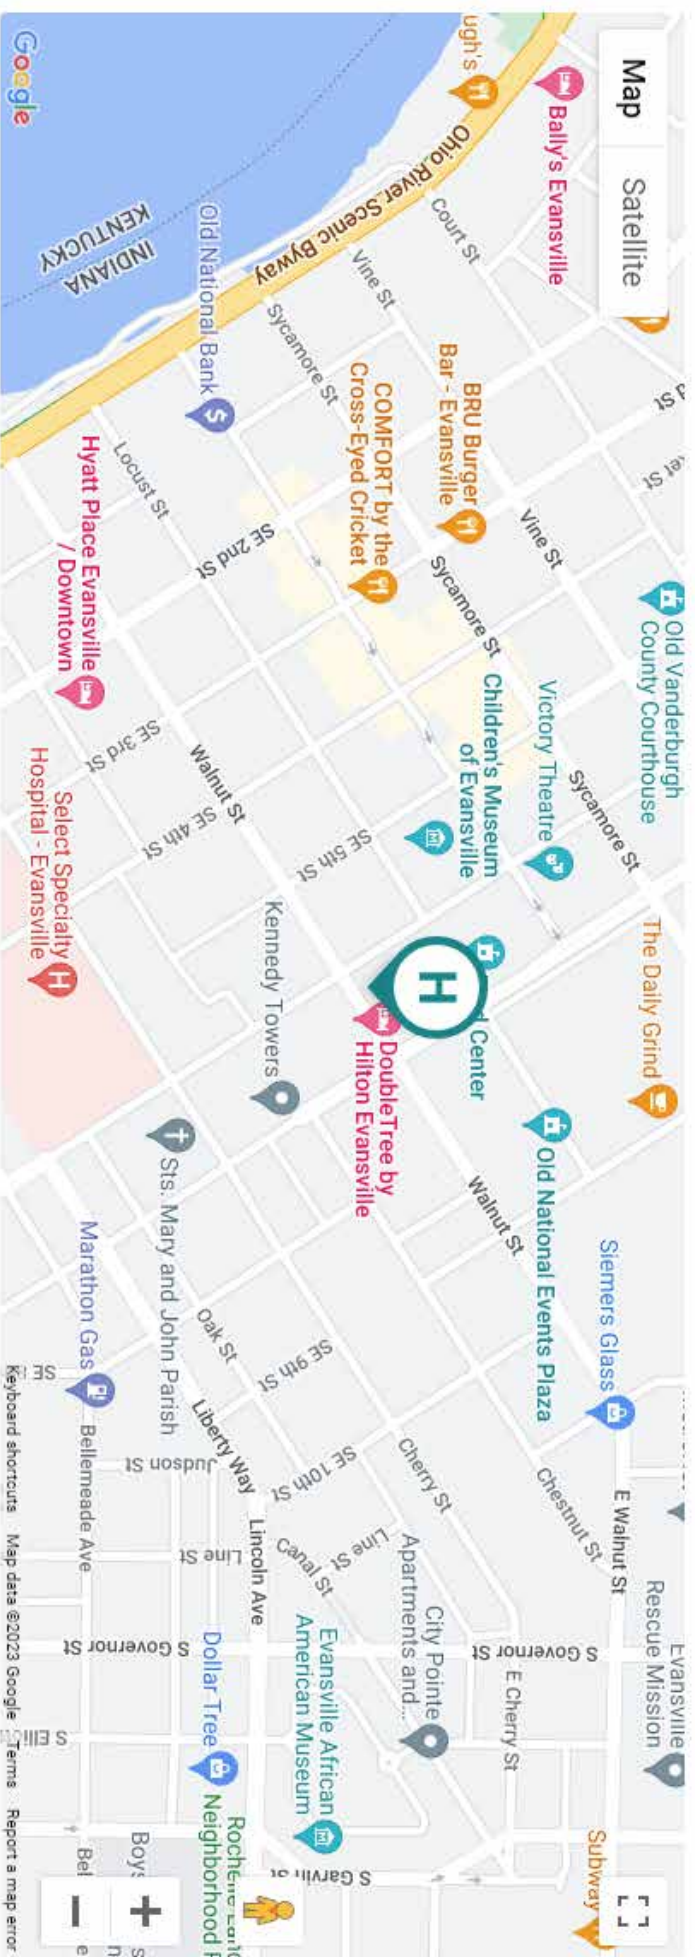 Map
Satellite
Bally's Evansville
ugh's
Ohio River Scenic Byway
Court St
Vine St
Sycamore St
Old National Bank
INDIANA
KENTUCKY
Google
BRU Burger
Bar - Evansville
COMFORT by the
Cross-Eyed Cricket
Vine St
Sycamore St
Locust St
SE 2nd St
Hyatt Place Evansville
/ Downtown
Old Vanderburgh
County Courthouse
Victory Theatre
Children's Museum
of Evansville
Sycamore St
SE 3rd St
Walnut St
SE 4th St
SE 5th St
Select Specialty
Hospital - Evansville
The Daily Grind
H
d Center
Kennedy Towers
DoubleTree by
Hilton Evansville
Old National Events Plaza
Walnut St
Sts. Mary and John Parish
Siemers Glass
Marathon Gas
Oak St
SE 9th St
Liberty Way
SE 10th St
Cherry St
Chestnut St
E Walnut St
Judson St
Bellemeade Ave
Line St
Lincoln Ave
Canal St
Line St
Apartments and...
City Pointe
Evansville
Rescue Mission
S Governor St
S Governor St
E Cherry St
Evansville African
American Museum
Dollar Tree
S Garvin St
Subway
Neighborhood
Boys
Bel
Keyboard shortcuts
Map data ©2023 Google
Terms
Report a map error